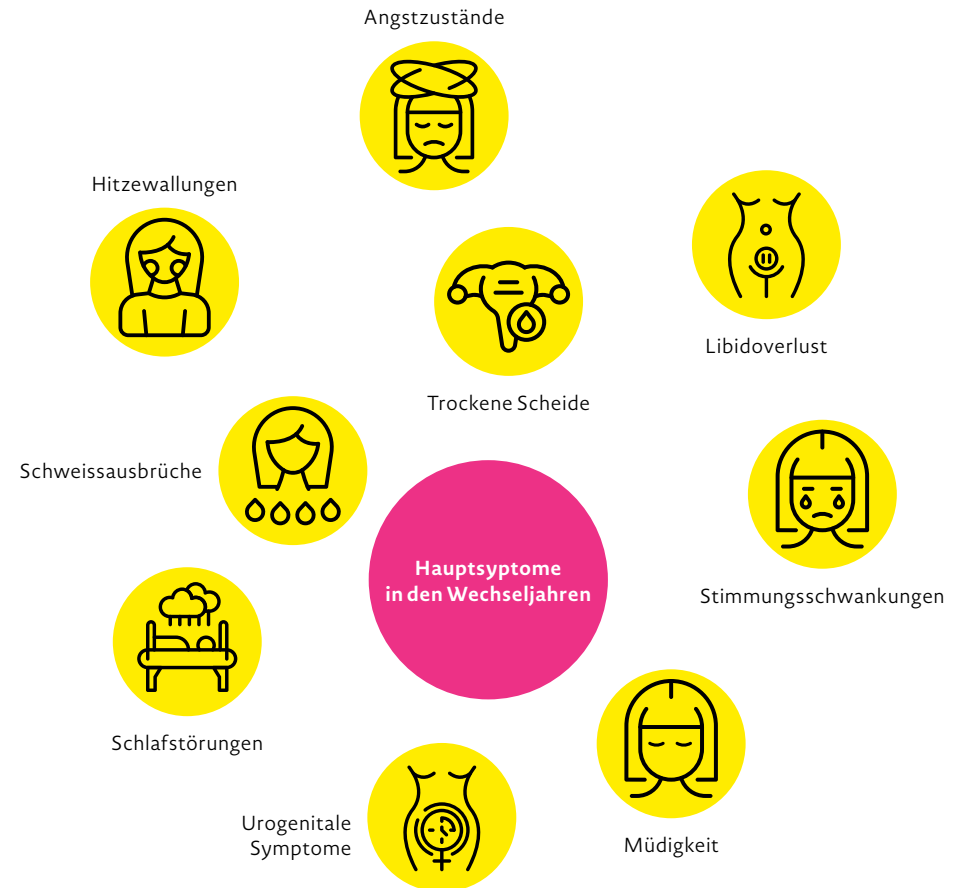 Angstzustände
Hitzewallungen
Libidoverlust
Trockene Scheide
Schweissausbrüche
Hauptsyptome
in den Wechseljahren
Stimmungsschwankungen
Schlafstörungen
Urogenitale
Symptome
Müdigkeit